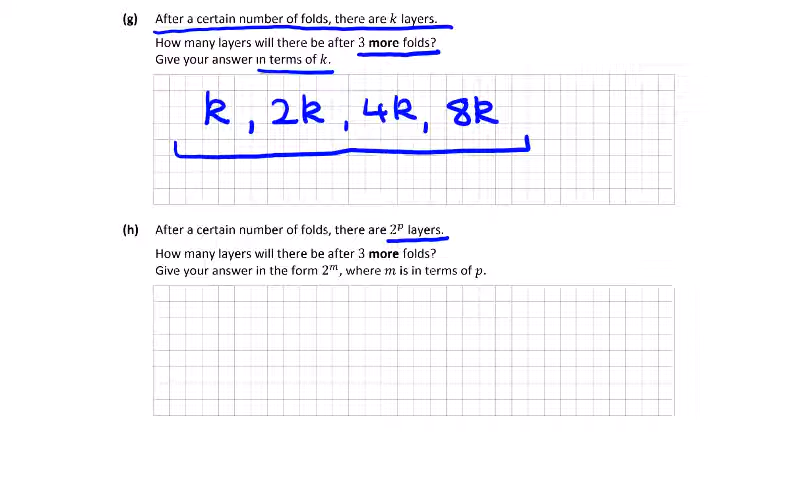 (g) After a certain number of folds, there are k layers.
How many layers will there be after 3 more folds?
Give your answer in terms of k.
k, 2k, 4k, 8k
(h) After a certain number of folds, there are 2^p layers.
How many layers will there be after 3 more folds?
Give your answer in the form 2^m, where m is in terms of p.